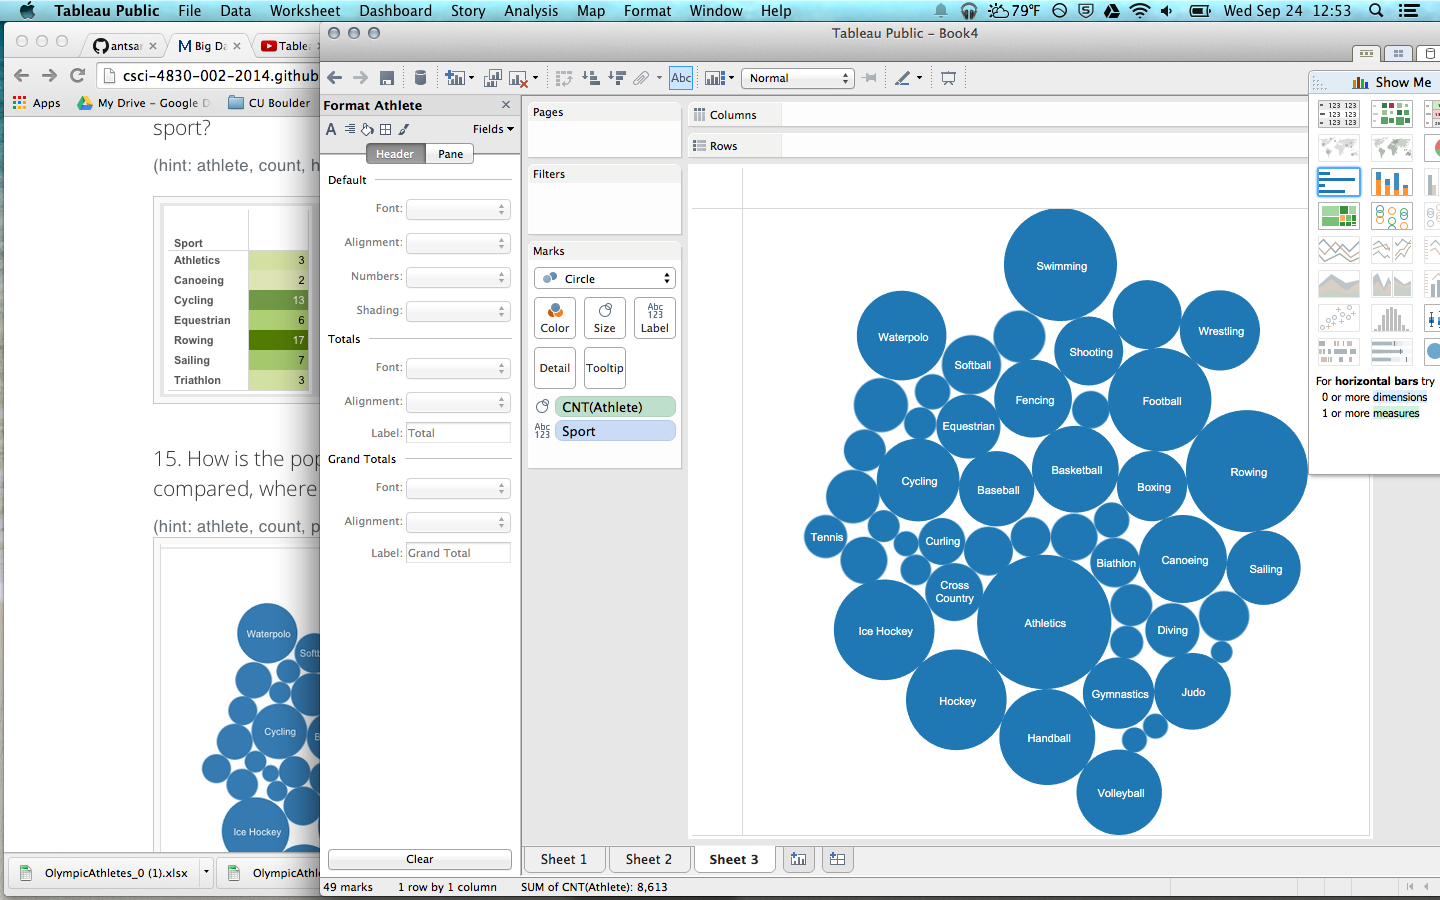 Tableau Public File Data Worksheet Dashboard Story Analysis Map Format Window Help 79°F Wed Sep 24 12:53
Tableau Public - Book4
antsar
Big Da
Table
csci-4830-002-2014.github
Apps My Drive - Google D CU Boulder
sport?
(hint: athlete, count, h
Sport
Athletics 3
Canoeing 2
Cycling 13
Equestrian 6
Rowing 17
Sailing 7
Triathlon 3
15. How is the pop
compared, where
(hint: athlete, count, p
Waterpolo
Softb
Cycling
B
Ice Hockey
OlympicAthletes_0 (1).xlsx
OlympicAthl
Abc
Normal
Format Athlete
A
Fields
Header Pane
Default
Font:
Alignment:
Numbers:
Shading:
Totals
Font:
Alignment:
Label: Total
Grand Totals
Font:
Alignment:
Label: Grand Total
Clear
Pages
Filters
Marks
Circle
Color Size
Abc
123
Label
Detail Tooltip
CNT(Athlete)
Abc
123
Sport
Columns
Rows
Swimming
Waterpolo
Wrestling
Shooting
Softball
Fencing
Football
Equestrian
Basketball
Rowing
Cycling
Baseball
Boxing
Tennis
Curling
Canoeing
Biathlon
Sailing
Cross
Country
Athletics
Ice Hockey
Diving
Judo
Gymnastics
Hockey
Handball
Volleyball
Show Me
123 123
123 123
123 123
For horizontal bars try
0 or more dimensions
1 or more measures
Sheet 1 Sheet 2 Sheet 3
49 marks 1 row by 1 column SUM of CNT(Athlete): 8,613